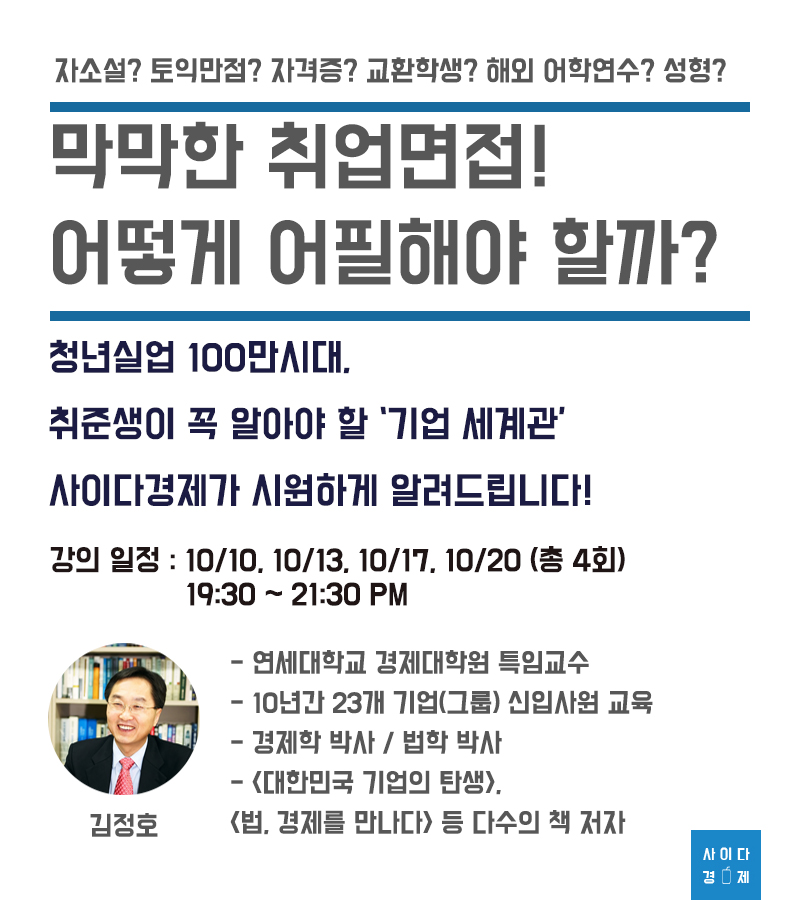 자소설? 토익만점? 자격증? 교환학생? 해외 어학연수? 성형?
막막한 취업면접!
어떻게 어필해야 할까?
청년실업 100만시대,
취준생이 꼭 알아야 할 '기업 세계관'
사이다경제가 시원하게 알려드립니다!
강의 일정 : 10/10, 10/13, 10/17, 10/20 (총 4회)
19:30 ~ 21:30 PM
- 연세대학교 경제대학원 특임교수
- 10년간 23개 기업(그룹) 신입사원 교육
- 경제학 박사 / 법학 박사
- <대한민국 기업의 탄생>,
<법, 경제를 만나다> 등 다수의 책 저자
김정호
사이다
경제